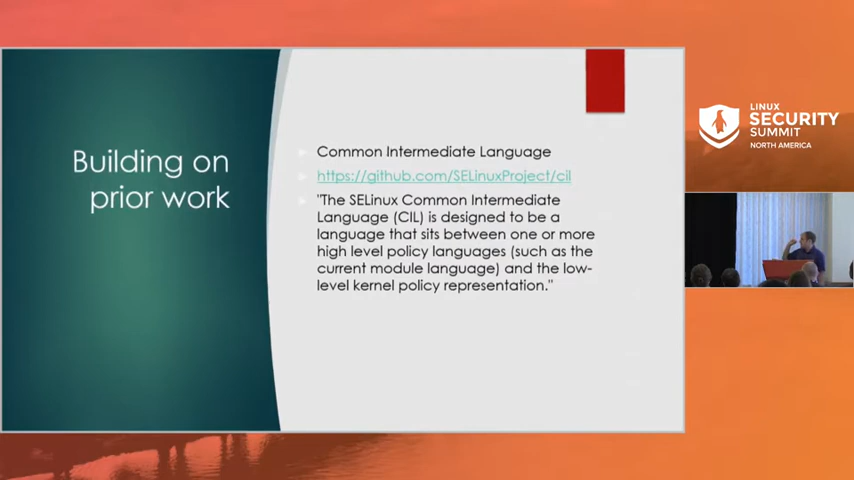 Building on
prior work
Common Intermediate Language
https://github.com/SELinuxProject/cil
"The SELinux Common Intermediate
Language (CIL) is designed to be a
language that sits between one or more
high level policy languages (such as the
current module language) and the low-
level kernel policy representation."
LINUX
SECURITY
SUMMIT
NORTH AMERICA